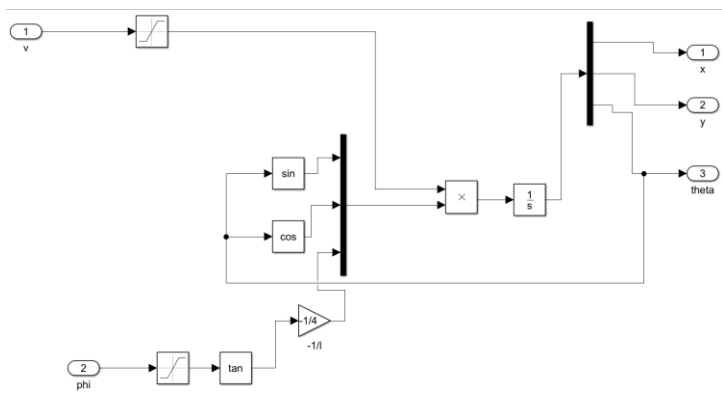 1
v
1
x
2
y
3
theta
sin
cos
×
1
s
-1/4
-1/l
2
phi
tan